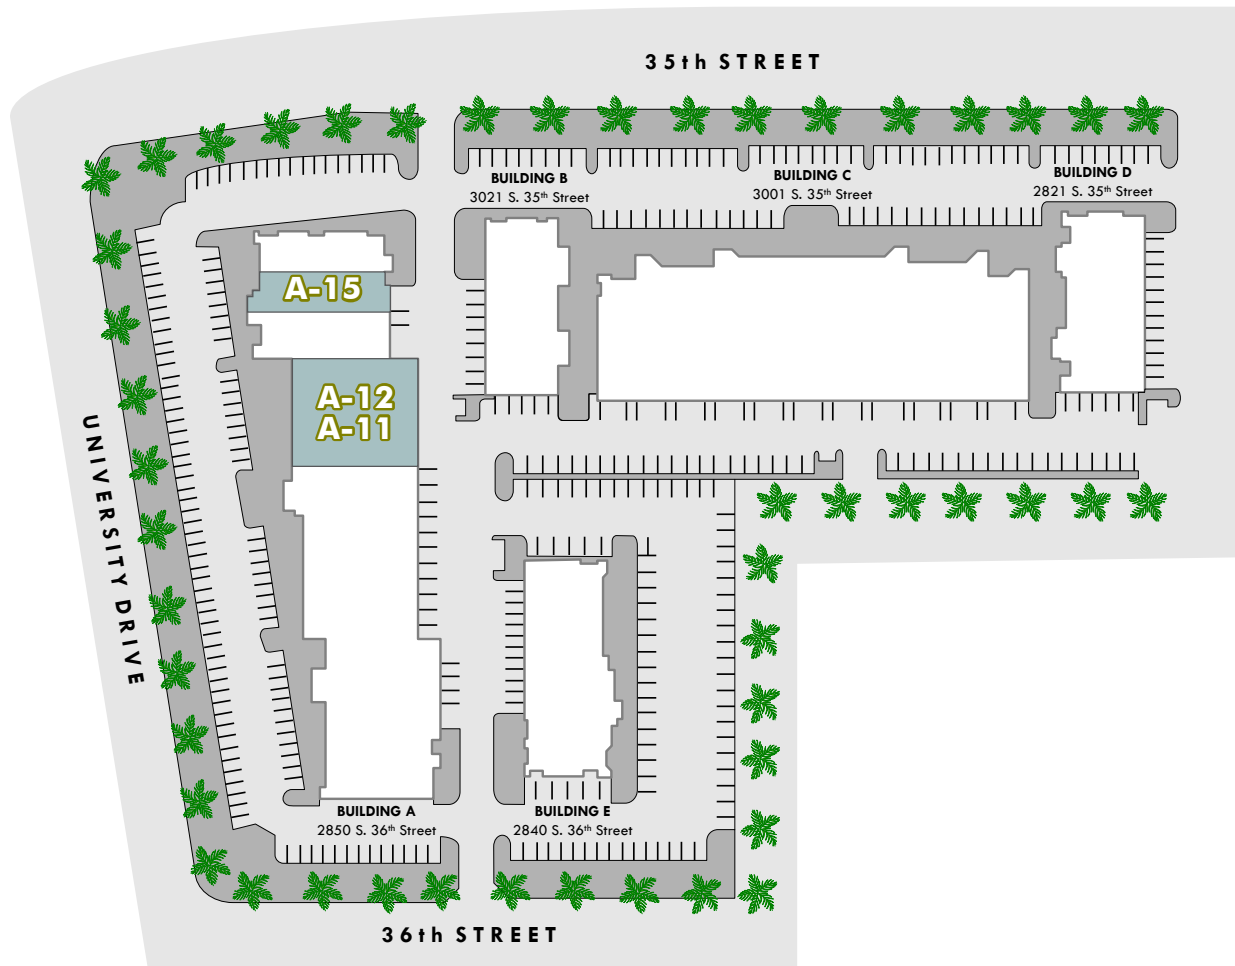 35th STREET
BUILDING B
3021 S. 35th Street
BUILDING C
3001 S. 35th Street
BUILDING D
2821 S. 35th Street
A-15
A-12
A-11
UNIVERSITY DRIVE
BUILDING A
2850 S. 36th Street
BUILDING E
2840 S. 36th Street
36th STREET